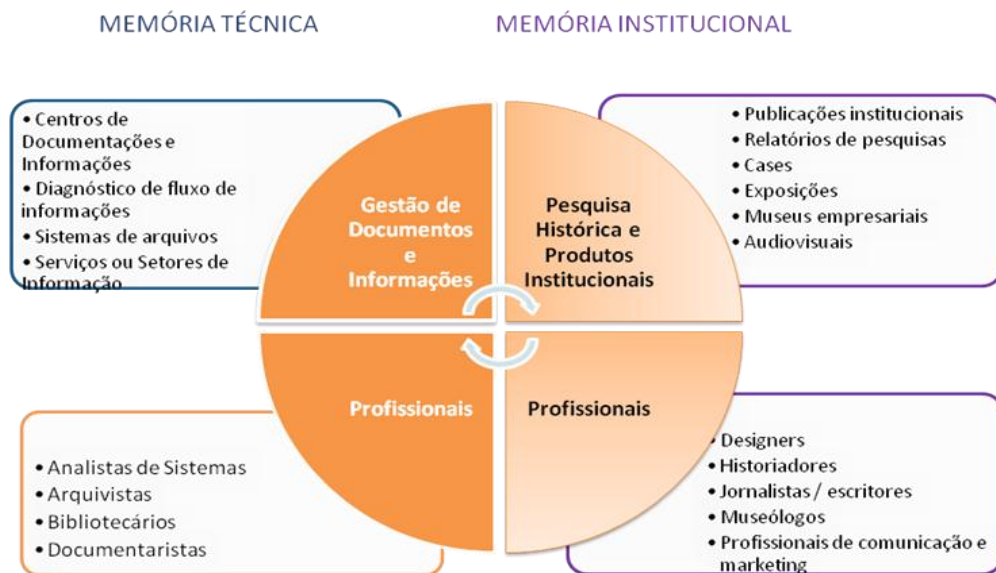 MEMÓRIA TÉCNICA
MEMÓRIA INSTITUCIONAL
• Centros de
Documentações e
Informações
• Diagnóstico de fluxo de
informações
• Sistemas de arquivos
• Serviços ou Setores de
Informação
Gestão de
Documentos
e
Informações
Pesquisa
Histórica e
Produtos
Institucionais
• Publicações institucionais
• Relatórios de pesquisas
• Cases
• Exposições
• Museus empresariais
• Audiovisuais
Profissionais
Profissionais
• Analistas de Sistemas
• Arquivistas
• Bibliotecários
• Documentaristas
• Designers
• Historiadores
• Jornalistas / escritores
• Museólogos
• Profissionais de comunicação e
marketing